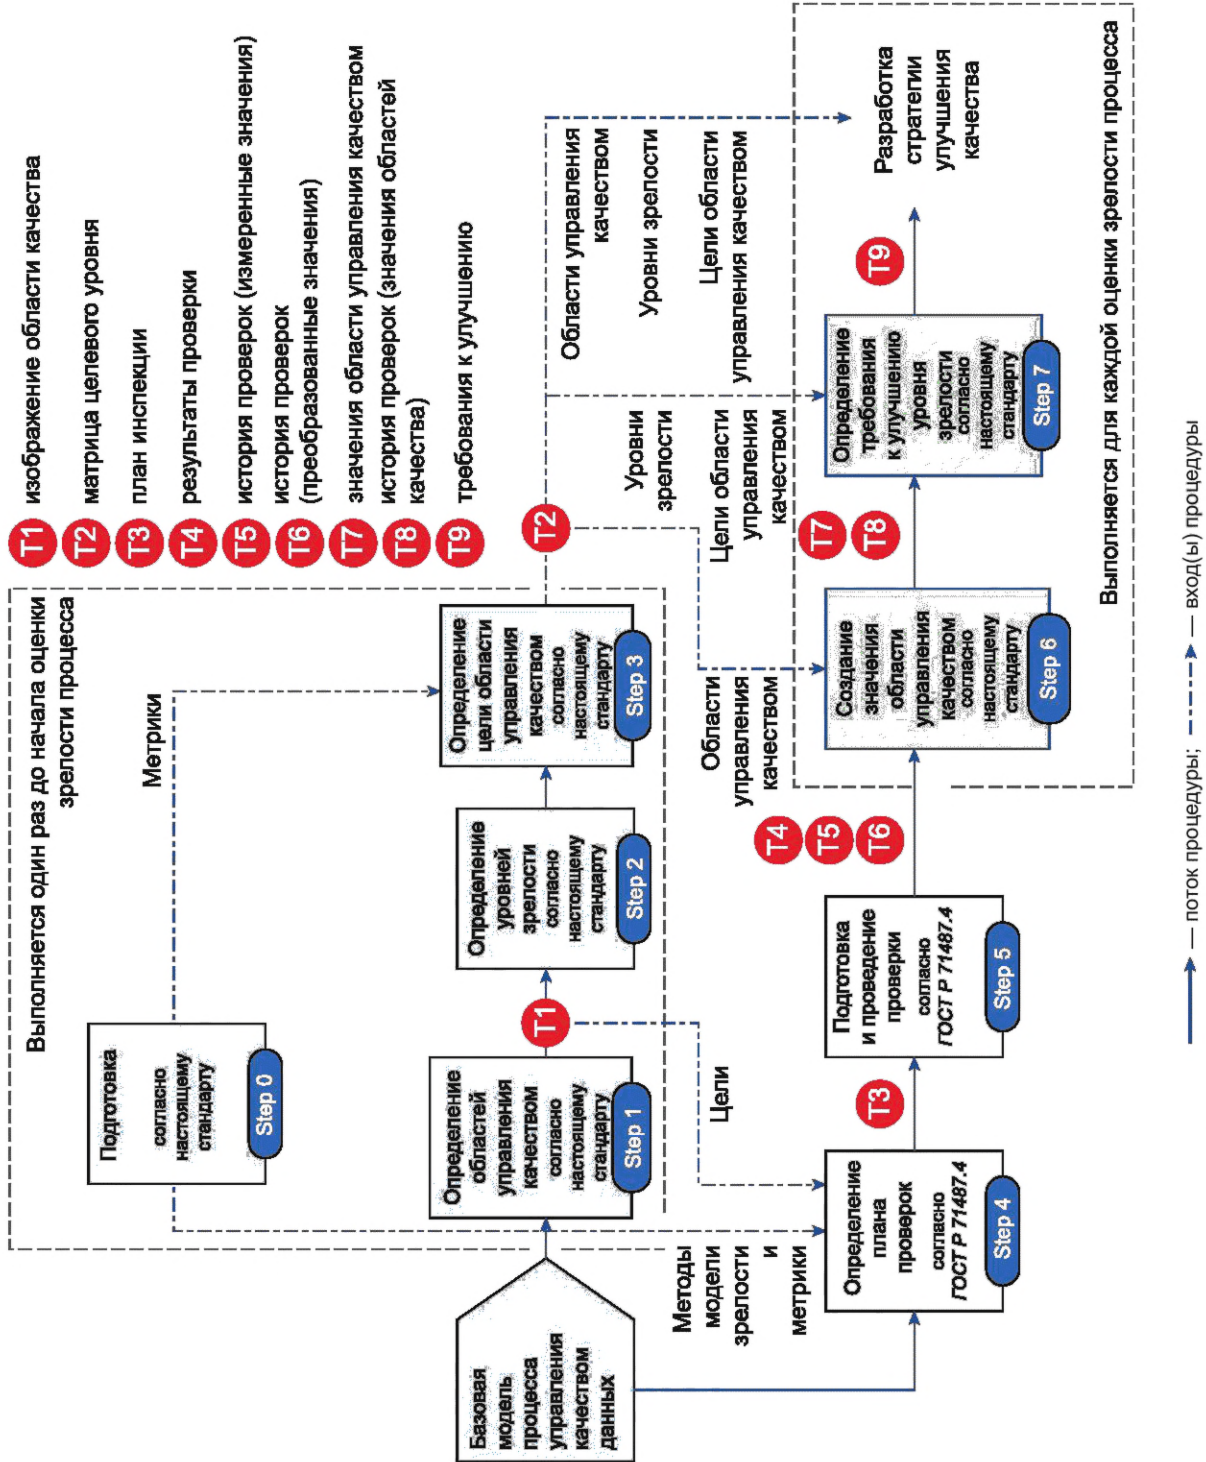 Выполняется один раз до начала оценки
зрелости процесса
Подготовка
согласно
настоящему
стандарту
Step 0
Метрики
T1 изображение области качества
T2 матрица целевого уровня
T3 план инспекции
T4 результаты проверки
T5 история проверок (измеренные значения)
T6 история проверок
(преобразованные значения)
T7 значения области управления качеством
T8 история проверок (значения областей
качества)
T9 требования к улучшению
Базовая
модель
процесса
управления
качеством
данных
Определение
областей
управления
качеством
согласно
настоящему
стандарту
Step 1
T1
Определение
уровней
зрелости
согласно
настоящему
стандарту
Step 2
Определение
цели области
управления
качеством
согласно
настоящему
стандарту
Step 3
T2
Методы
модели
зрелости
и
метрики
Цели
Области
управления
качеством
Уровни
зрелости
Цели области
управления
качеством
Области управления
качеством
Уровни зрелости
Цели области
управления качеством
Определение
плана
проверок
согласно
ГОСТ Р 71487.4
Step 4
T3
Подготовка
и проведение
проверки
согласно
ГОСТ Р 71487.4
Step 5
T4
T5
T6
Создание
значения
области
управления
качеством
согласно
настоящему
стандарту
Step 6
T7
T8
Определение
требования
к улучшению
уровня
зрелости
согласно
настоящему
стандарту
Step 7
T9
Разработка
стратегии
улучшения
качества
Выполняется для каждой оценки зрелости процесса
— поток процедуры; — вход(ы) процедуры